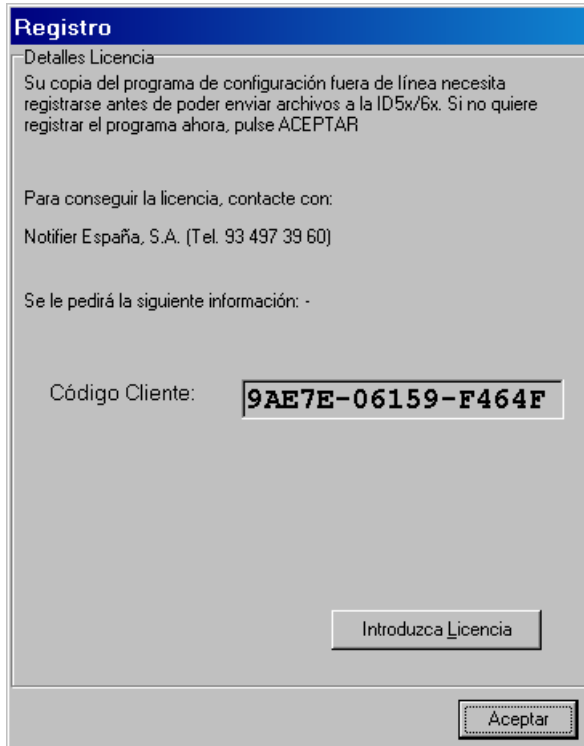 Registro
Detalles Licencia
Su copia del programa de configuración fuera de línea necesita
registrarse antes de poder enviar archivos a la ID5x/6x. Si no quiere
registrar el programa ahora, pulse ACEPTAR
Para conseguir la licencia, contacte con:
Notifier España, S.A. (Tel. 93 497 39 60)
Se le pedirá la siguiente información: -
Código Cliente:
9AE7E-06159-F464F
Introduzca Licencia
Aceptar